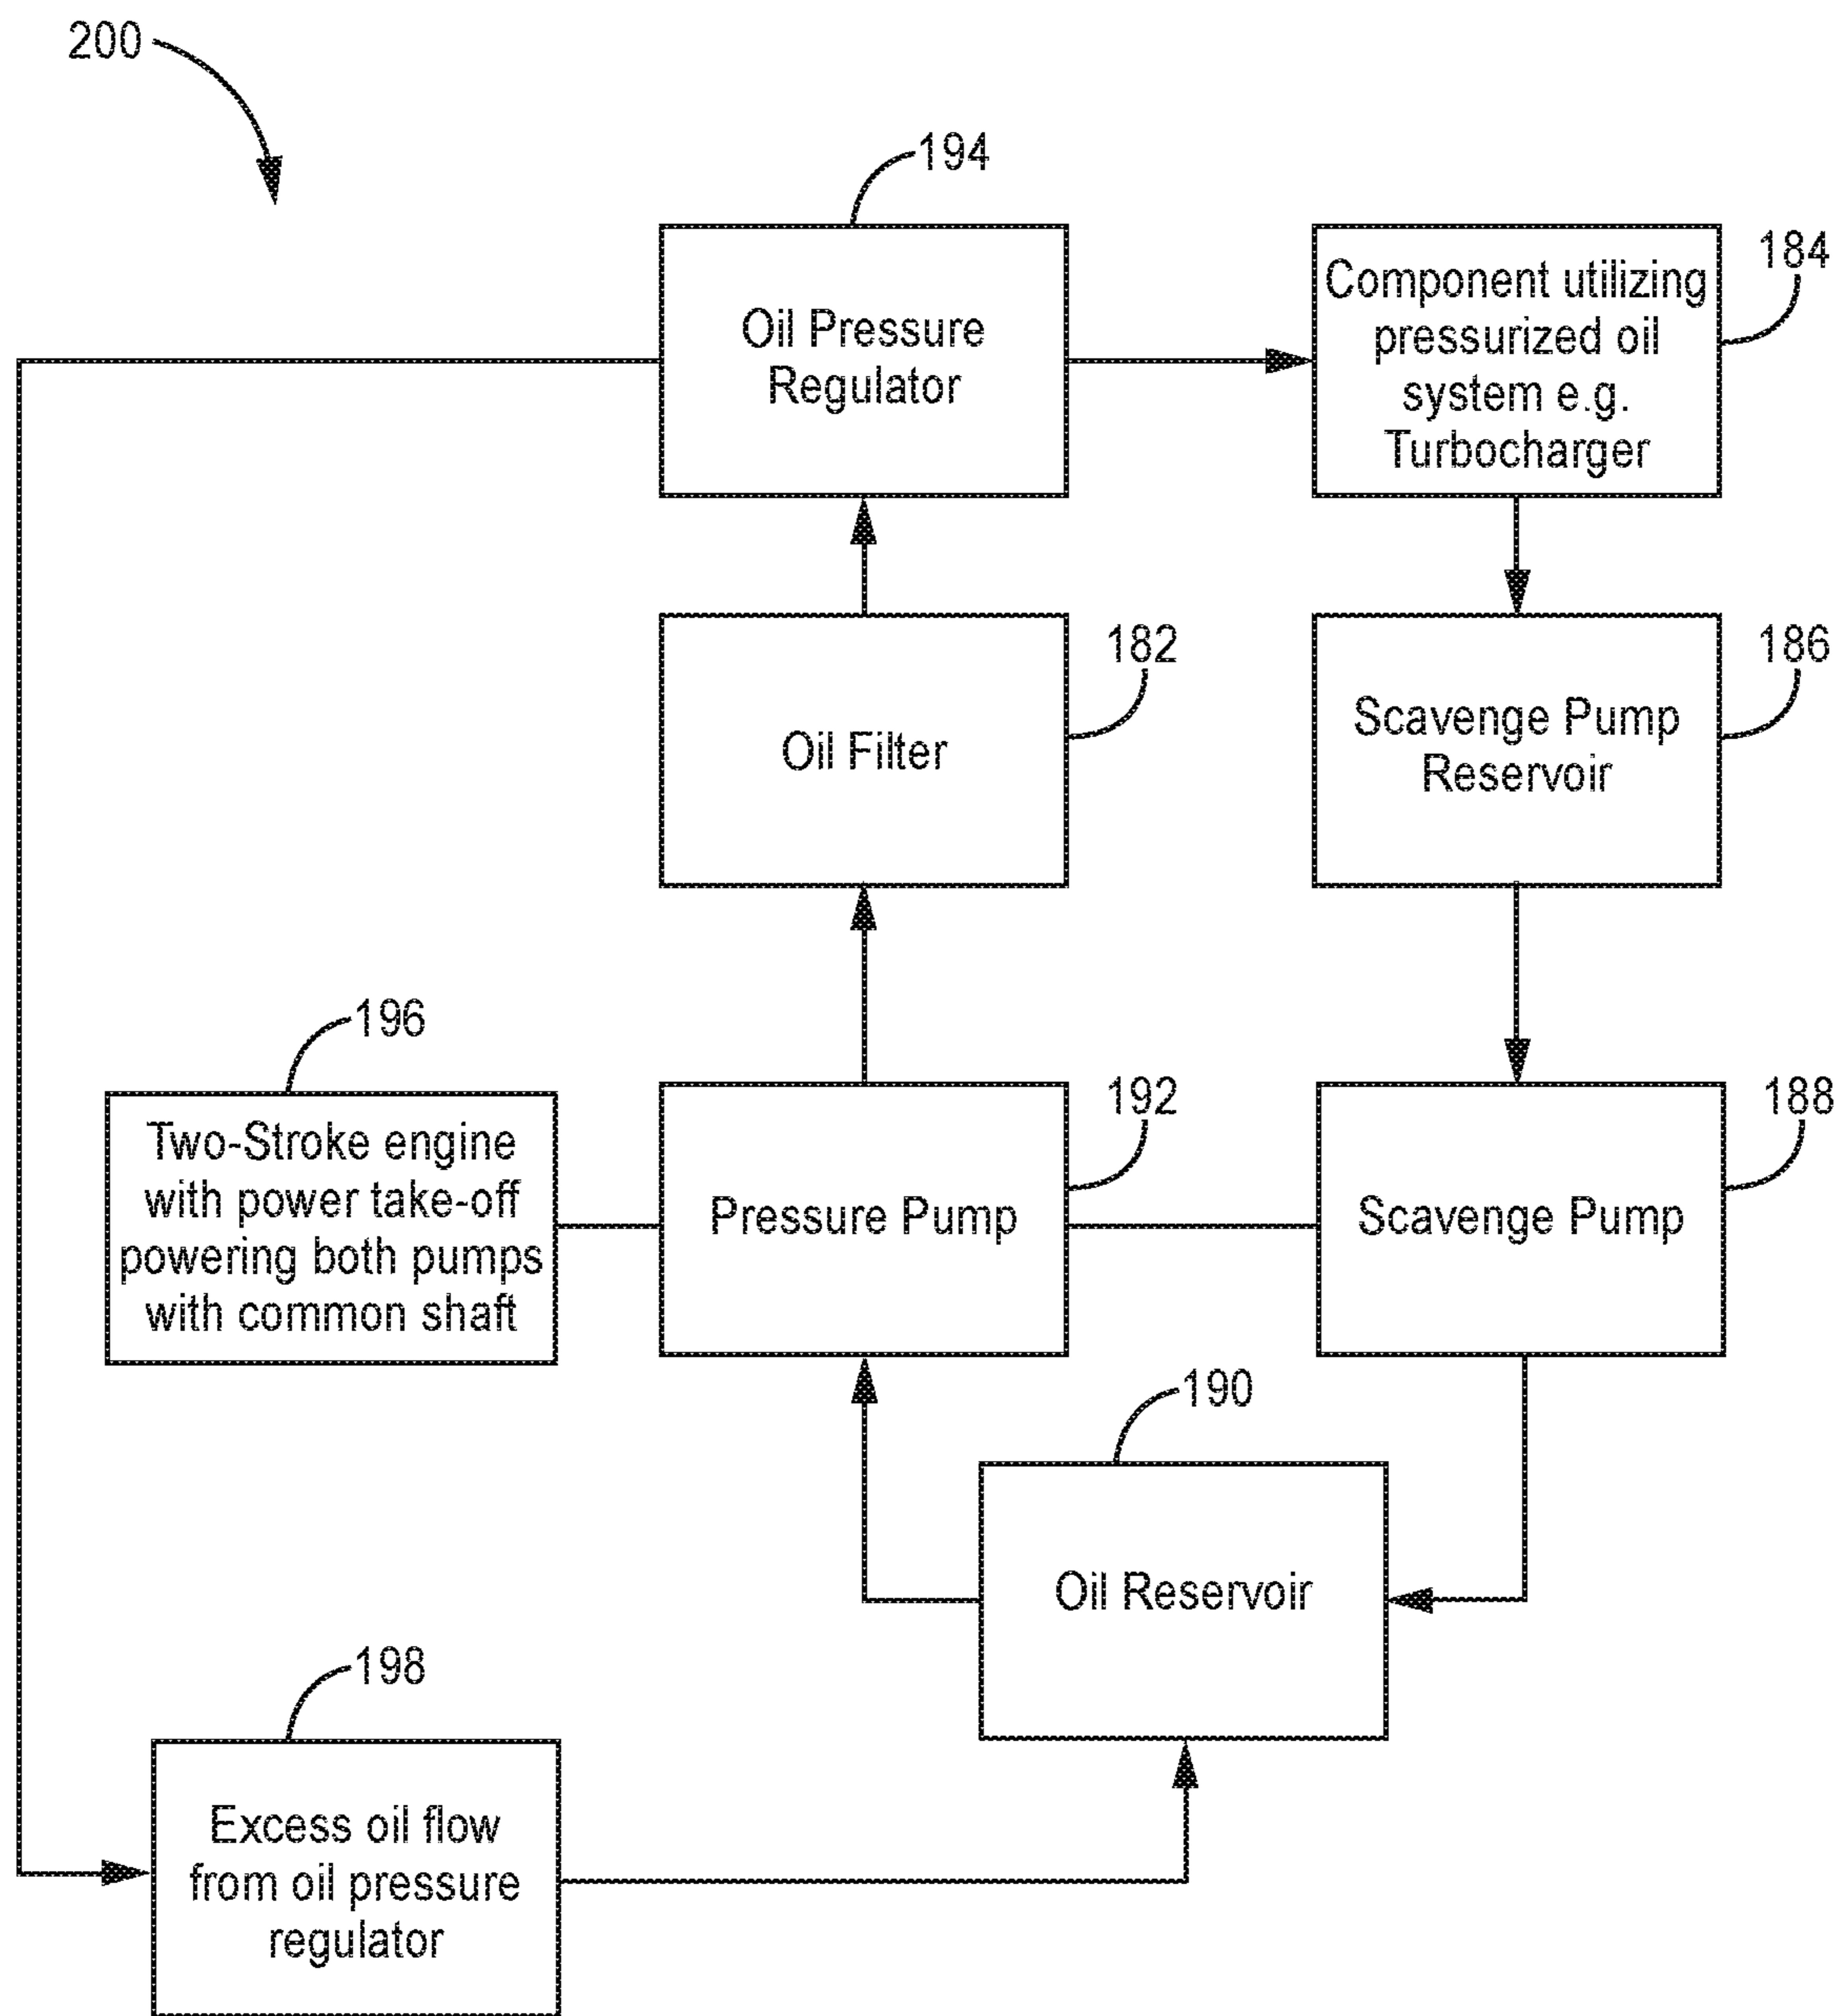 200
194
Oil Pressure
Regulator
184
Component utilizing
pressurized oil
system e.g.
Turbocharger
182
Oil Filter
186
Scavenge Pump
Reservoir
196
Two-Stroke engine
with power take-off
powering both pumps
with common shaft
192
Pressure Pump
188
Scavenge Pump
190
Oil Reservoir
198
Excess oil flow
from oil pressure
regulator